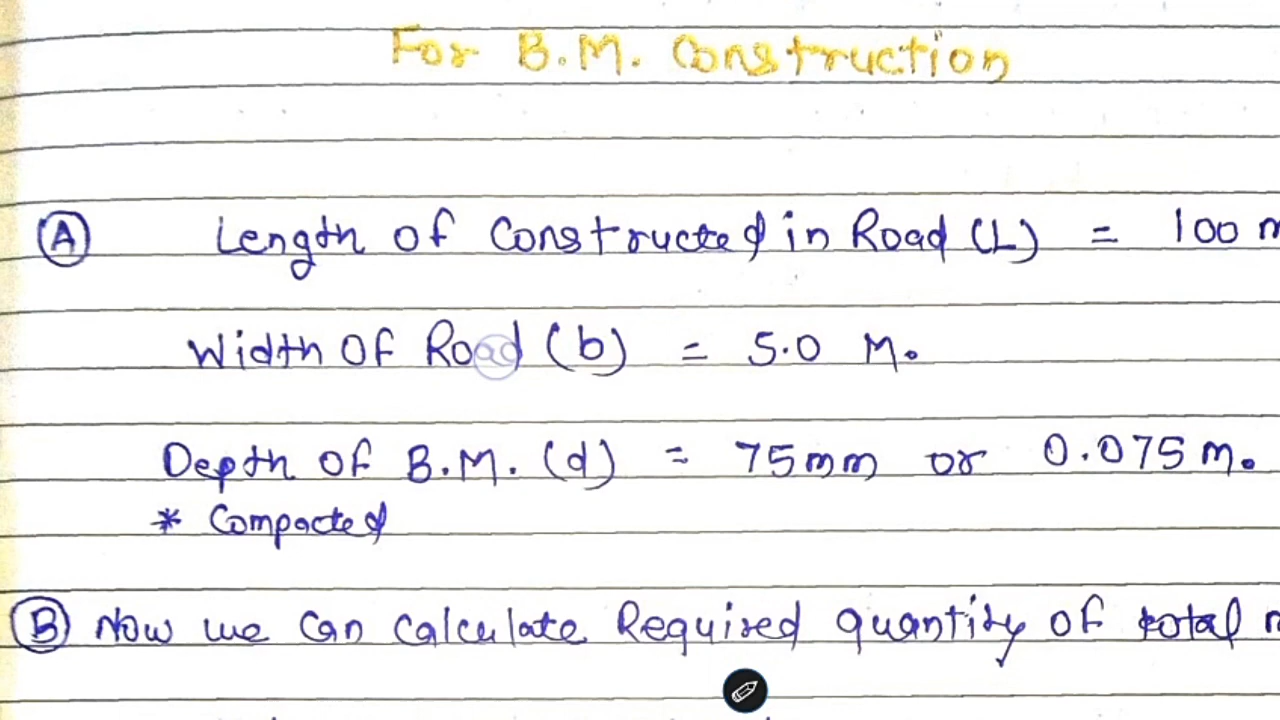 For B.M. Construction
A Length of Constructed in Road (L) = 100 m
Width Of Road (b) = 5.0 M.
Depth of B.M. (d) = 75mm or 0.075 m.
* Compacted
B Now we Can Calculate Required quantity of total